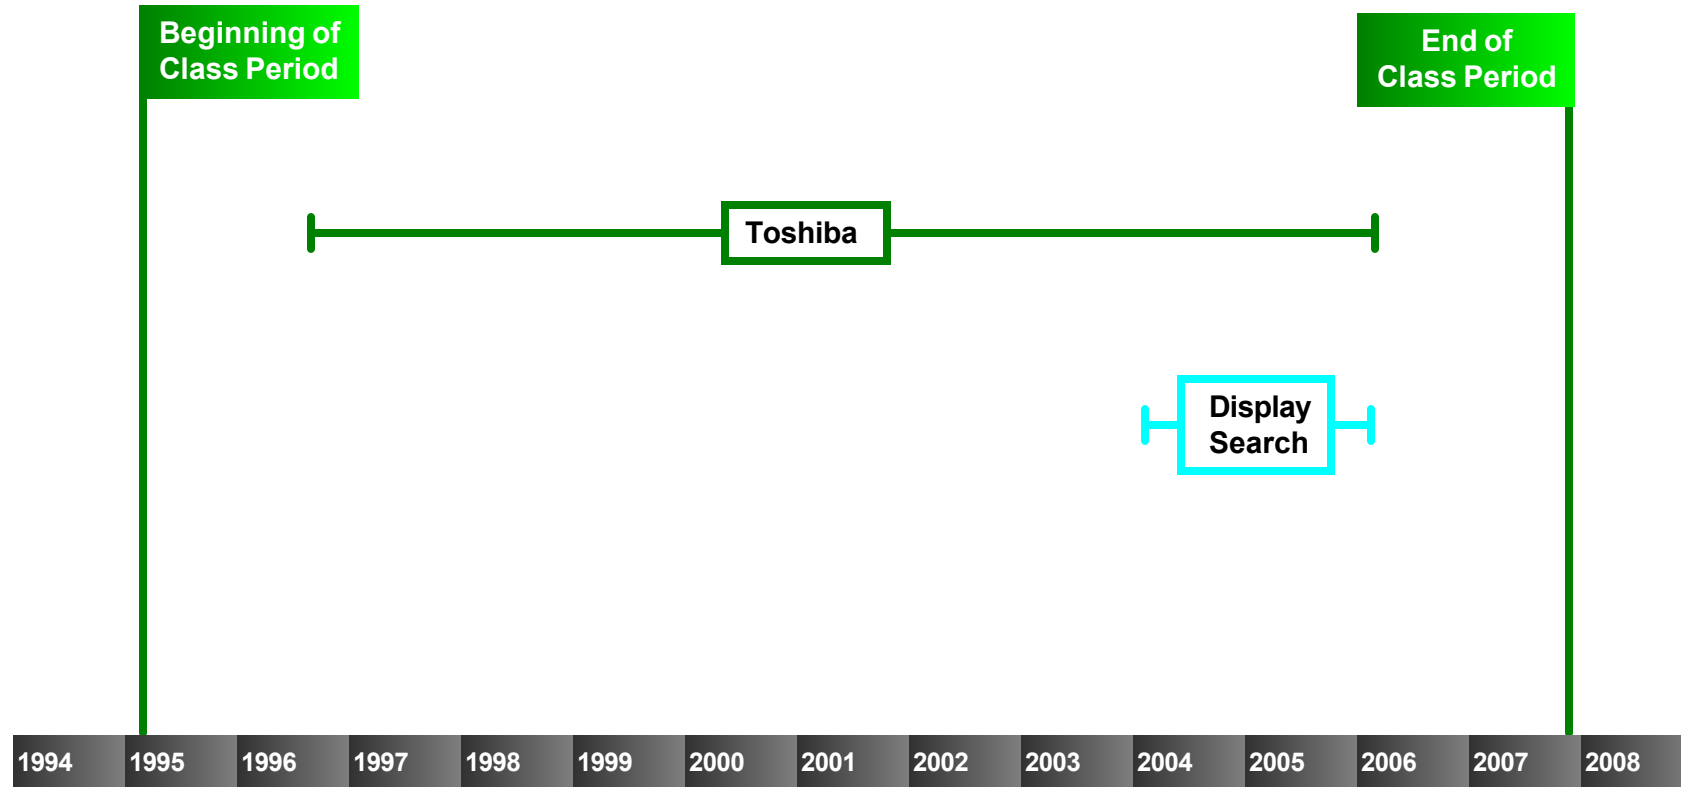 Beginning of
Class Period
End of
Class Period
Toshiba
Display
Search
1994 1995 1996 1997 1998 1999 2000 2001 2002 2003 2004 2005 2006 2007 2008